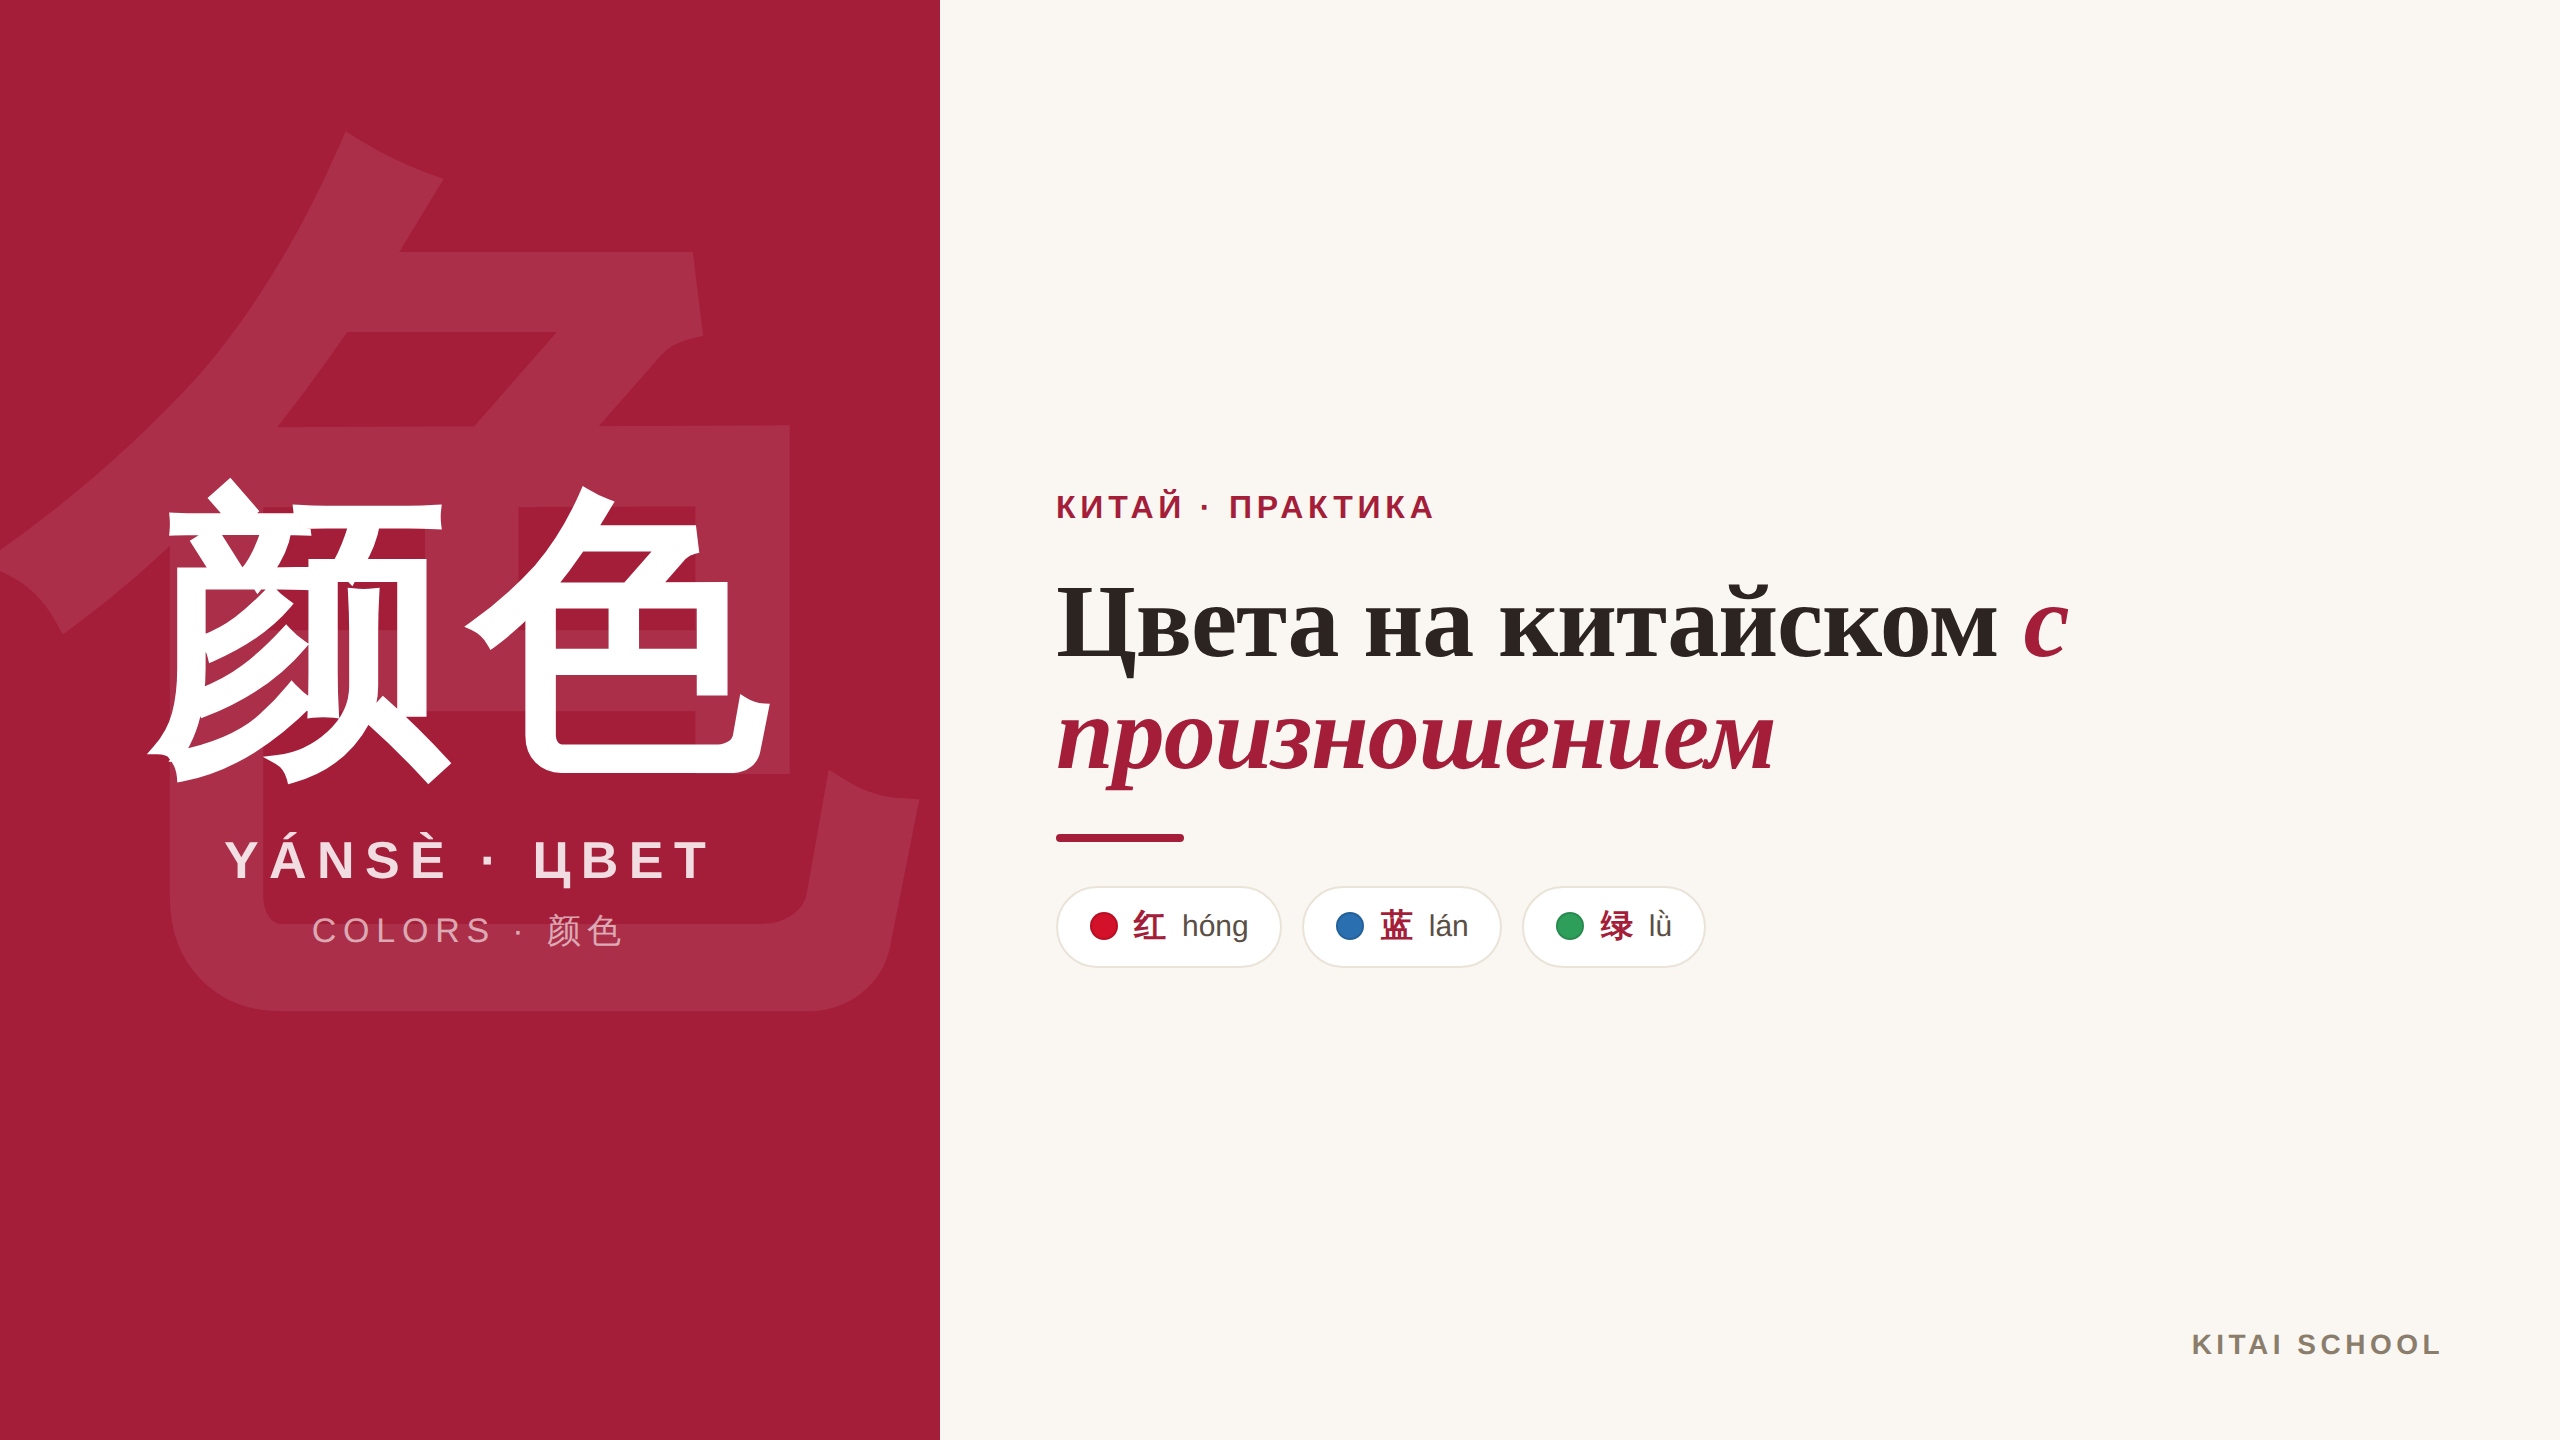 色
颜色
YÁNSÈ · ЦВЕТ
COLORS · 颜色
КИТАЙ · ПРАКТИКА
Цвета на китайском с
произношением
红 hóng
蓝 lán
绿 lǜ
KITAI SCHOOL